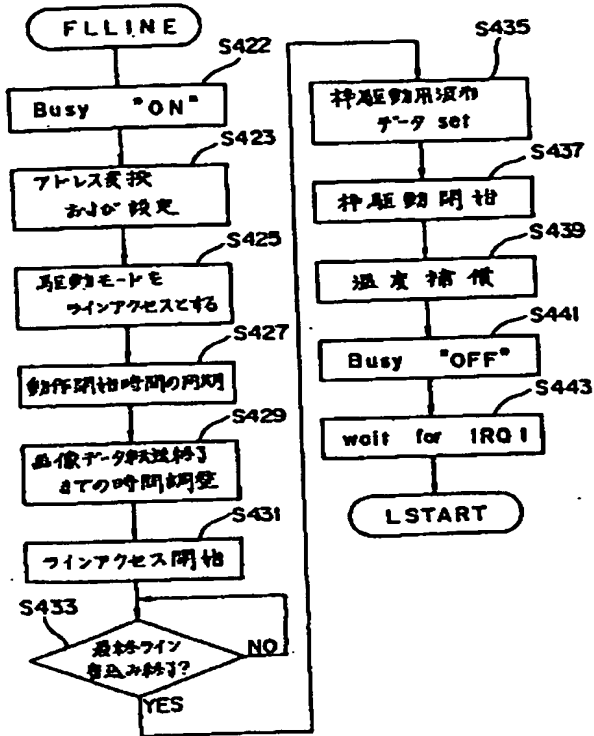 FLLINE
S422
Busy "ON"
S423
アドレス変換
および設定
S425
駆動モードを
ラインアクセスとする
S427
動作開始時間の同期
S429
画像データ転送終了
までの時間調整
S431
ラインアクセス開始
S433
最終ライン
書込み終了?
NO
YES
S435
枠駆動用波形
データ set
S437
枠駆動開始
S439
温度補償
S441
Busy "OFF"
S443
wait for IRQ1
LSTART